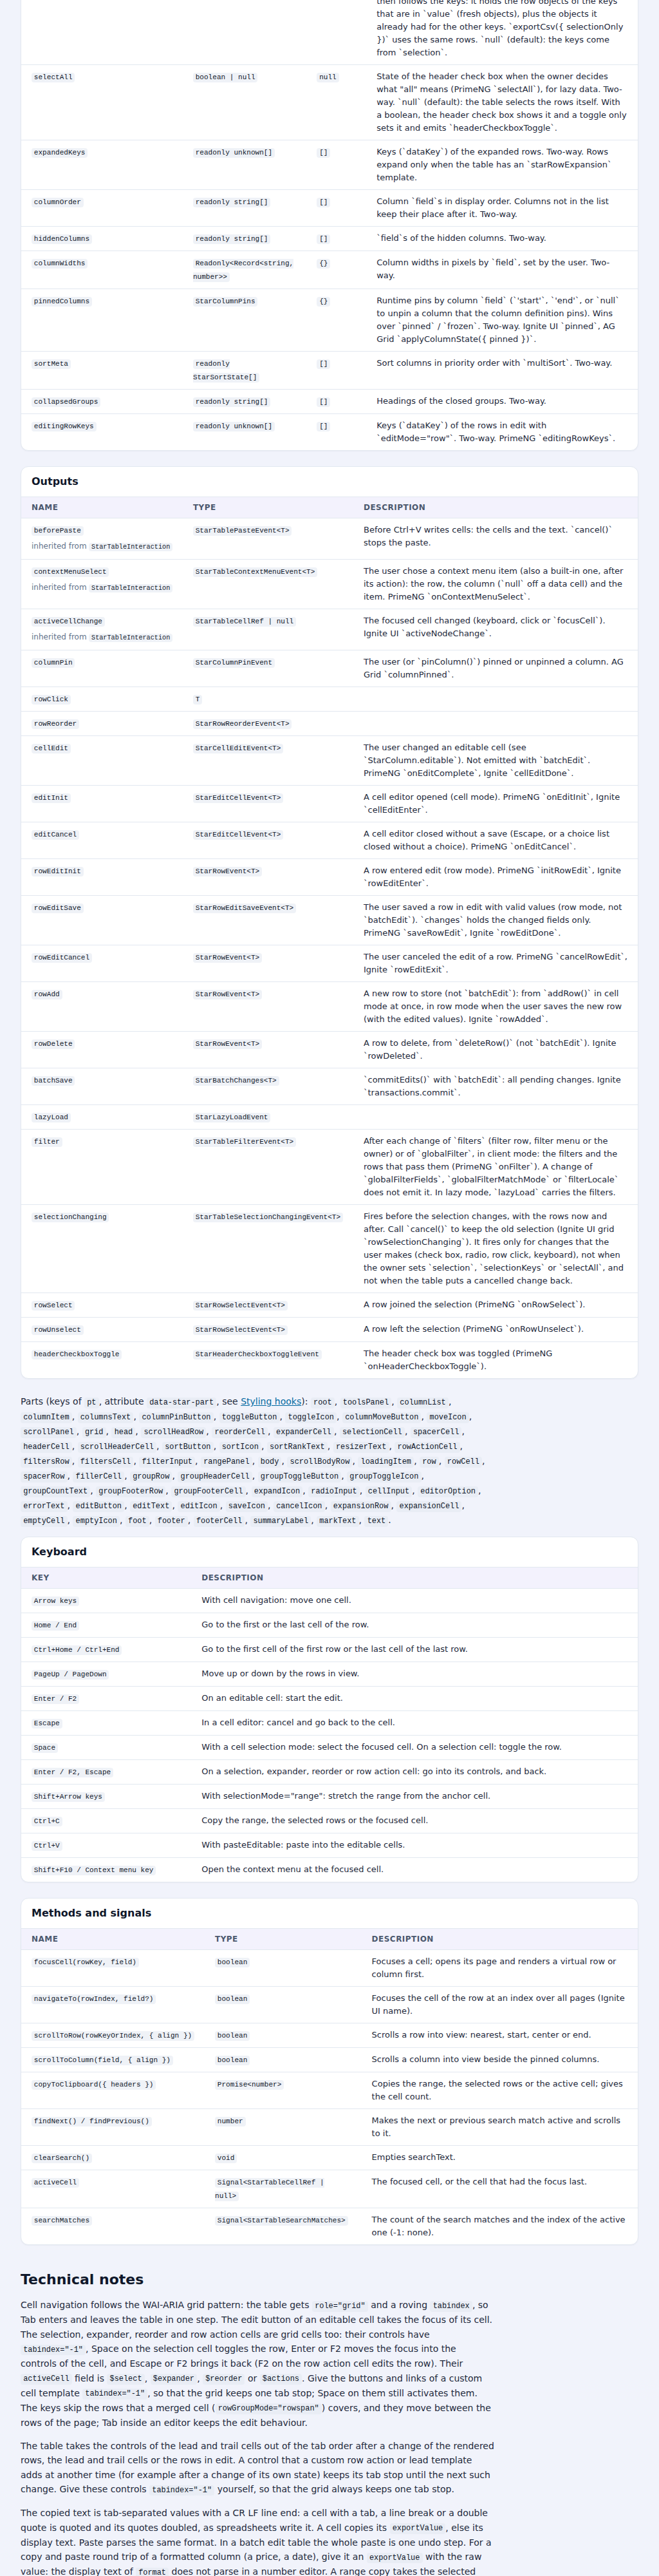 then follows the keys: it holds the row objects of the keys
that are in `value` (fresh objects), plus the objects it
already had for the other keys. `exportCsv({ selectionOnly
})` uses the same rows. `null` (default): the keys come
from `selection`.
selectAll boolean | null null State of the header check box when the owner decides
what "all" means (PrimeNG `selectAll`), for lazy data. Two-
way. `null` (default): the table selects the rows itself. With
a boolean, the header check box shows it and a toggle only
sets it and emits `headerCheckboxToggle`.
expandedKeys readonly unknown[] [] Keys (`dataKey`) of the expanded rows. Two-way. Rows
expand only when the table has an `starRowExpansion`
template.
columnOrder readonly string[] [] Column `field`s in display order. Columns not in the list
keep their place after it. Two-way.
hiddenColumns readonly string[] [] `field`s of the hidden columns. Two-way.
columnWidths Readonly<Record<string, {} Column widths in pixels by `field`, set by the user. Two-
number>> way.
pinnedColumns StarColumnPins {} Runtime pins by column `field` (`'start'`, `'end'`, or `null`
to unpin a column that the column definition pins). Wins
over `pinned` / `frozen`. Two-way. Ignite UI `pinned`, AG
Grid `applyColumnState({ pinned })`.
sortMeta readonly [] Sort columns in priority order with `multiSort`. Two-way.
StarSortState[]
collapsedGroups readonly string[] [] Headings of the closed groups. Two-way.
editingRowKeys readonly unknown[] [] Keys (`dataKey`) of the rows in edit with
`editMode="row"`. Two-way. PrimeNG `editingRowKeys`.
Outputs
NAME TYPE DESCRIPTION
beforePaste StarTablePasteEvent<T> Before Ctrl+V writes cells: the cells and the text. `cancel()`
inherited from StarTableInteraction stops the paste.
contextMenuSelect StarTableContextMenuEvent<T> The user chose a context menu item (also a built-in one, after
inherited from StarTableInteraction its action): the row, the column (`null` off a data cell) and the
item. PrimeNG `onContextMenuSelect`.
activeCellChange StarTableCellRef | null The focused cell changed (keyboard, click or `focusCell`).
inherited from StarTableInteraction Ignite UI `activeNodeChange`.
columnPin StarColumnPinEvent The user (or `pinColumn()`) pinned or unpinned a column. AG
Grid `columnPinned`.
rowClick T
rowReorder StarRowReorderEvent<T>
cellEdit StarCellEditEvent<T> The user changed an editable cell (see
`StarColumn.editable`). Not emitted with `batchEdit`.
PrimeNG `onEditComplete`, Ignite `cellEditDone`.
editInit StarEditCellEvent<T> A cell editor opened (cell mode). PrimeNG `onEditInit`, Ignite
`cellEditEnter`.
editCancel StarEditCellEvent<T> A cell editor closed without a save (Escape, or a choice list
closed without a choice). PrimeNG `onEditCancel`.
rowEditInit StarRowEvent<T> A row entered edit (row mode). PrimeNG `initRowEdit`, Ignite
`rowEditEnter`.
rowEditSave StarRowEditSaveEvent<T> The user saved a row in edit with valid values (row mode, not
`batchEdit`). `changes` holds the changed fields only.
PrimeNG `saveRowEdit`, Ignite `rowEditDone`.
rowEditCancel StarRowEvent<T> The user canceled the edit of a row. PrimeNG `cancelRowEdit`,
Ignite `rowEditExit`.
rowAdd StarRowEvent<T> A new row to store (not `batchEdit`): from `addRow()` in cell
mode at once, in row mode when the user saves the new row
(with the edited values). Ignite `rowAdded`.
rowDelete StarRowEvent<T> A row to delete, from `deleteRow()` (not `batchEdit`). Ignite
`rowDeleted`.
batchSave StarBatchChanges<T> `commitEdits()` with `batchEdit`: all pending changes. Ignite
`transactions.commit`.
lazyLoad StarLazyLoadEvent
filter StarTableFilterEvent<T> After each change of `filters` (filter row, filter menu or the
owner) or of `globalFilter`, in client mode: the filters and the
rows that pass them (PrimeNG `onFilter`). A change of
`globalFilterFields`, `globalFilterMatchMode` or `filterLocale`
does not emit it. In lazy mode, `lazyLoad` carries the filters.
selectionChanging StarTableSelectionChangingEvent<T> Fires before the selection changes, with the rows now and
after. Call `cancel()` to keep the old selection (Ignite UI grid
`rowSelectionChanging`). It fires only for changes that the
user makes (check box, radio, row click, keyboard), not when
the owner sets `selection`, `selectionKeys` or `selectAll`, and
not when the table puts a cancelled change back.
rowSelect StarRowSelectEvent<T> A row joined the selection (PrimeNG `onRowSelect`).
rowUnselect StarRowSelectEvent<T> A row left the selection (PrimeNG `onRowUnselect`).
headerCheckboxToggle StarHeaderCheckboxToggleEvent The header check box was toggled (PrimeNG
`onHeaderCheckboxToggle`).
Parts (keys of pt, attribute data-star-part, see Styling hooks): root, toolsPanel, columnList,
columnItem, columnsText, columnPinButton, toggleButton, toggleIcon, columnMoveButton, moveIcon,
scrollPanel, grid, head, scrollHeadRow, reorderCell, expanderCell, selectionCell, spacerCell,
headerCell, scrollHeaderCell, sortButton, sortIcon, sortRankText, resizerText, rowActionCell,
filtersRow, filtersCell, filterInput, rangePanel, body, scrollBodyRow, loadingItem, row, rowCell,
spacerRow, fillerCell, groupRow, groupHeaderCell, groupToggleButton, groupToggleIcon,
groupCountText, groupFooterRow, groupFooterCell, expandIcon, radioInput, cellInput, editorOption,
errorText, editButton, editText, editIcon, saveIcon, cancelIcon, expansionRow, expansionCell,
emptyCell, emptyIcon, foot, footer, footerCell, summaryLabel, markText, text.
Keyboard
KEY DESCRIPTION
Arrow keys With cell navigation: move one cell.
Home / End Go to the first or the last cell of the row.
Ctrl+Home / Ctrl+End Go to the first cell of the first row or the last cell of the last row.
PageUp / PageDown Move up or down by the rows in view.
Enter / F2 On an editable cell: start the edit.
Escape In a cell editor: cancel and go back to the cell.
Space With a cell selection mode: select the focused cell. On a selection cell: toggle the row.
Enter / F2, Escape On a selection, expander, reorder or row action cell: go into its controls, and back.
Shift+Arrow keys With selectionMode="range": stretch the range from the anchor cell.
Ctrl+C Copy the range, the selected rows or the focused cell.
Ctrl+V With pasteEditable: paste into the editable cells.
Shift+F10 / Context menu key Open the context menu at the focused cell.
Methods and signals
NAME TYPE DESCRIPTION
focusCell(rowKey, field) boolean Focuses a cell; opens its page and renders a virtual row or
column first.
navigateTo(rowIndex, field?) boolean Focuses the cell of the row at an index over all pages (Ignite
UI name).
scrollToRow(rowKeyOrIndex, { align }) boolean Scrolls a row into view: nearest, start, center or end.
scrollToColumn(field, { align }) boolean Scrolls a column into view beside the pinned columns.
copyToClipboard({ headers }) Promise<number> Copies the range, the selected rows or the active cell; gives
the cell count.
findNext() / findPrevious() number Makes the next or previous search match active and scrolls
to it.
clearSearch() void Empties searchText.
activeCell Signal<StarTableCellRef | The focused cell, or the cell that had the focus last.
null>
searchMatches Signal<StarTableSearchMatches> The count of the search matches and the index of the active
one (-1: none).
Technical notes
Cell navigation follows the WAI-ARIA grid pattern: the table gets role="grid" and a roving tabindex, so
Tab enters and leaves the table in one step. The edit button of an editable cell takes the focus of its cell.
The selection, expander, reorder and row action cells are grid cells too: their controls have
tabindex="-1", Space on the selection cell toggles the row, Enter or F2 moves the focus into the
controls of the cell, and Escape or F2 brings it back (F2 on the row action cell edits the row). Their
activeCell field is $select, $expander, $reorder or $actions. Give the buttons and links of a custom
cell template tabindex="-1", so that the grid keeps one tab stop; Space on them still activates them.
The keys skip the rows that a merged cell (rowGroupMode="rowspan") covers, and they move between the
rows of the page; Tab inside an editor keeps the edit behaviour.
The table takes the controls of the lead and trail cells out of the tab order after a change of the rendered
rows, the lead and trail cells or the rows in edit. A control that a custom row action or lead template
adds at another time (for example after a change of its own state) keeps its tab stop until the next such
change. Give these controls tabindex="-1" yourself, so that the grid always keeps one tab stop.
The copied text is tab-separated values with a CR LF line end: a cell with a tab, a line break or a double
quote is quoted and its quotes doubled, as spreadsheets write it. A cell copies its exportValue, else its
display text. Paste parses the same format. In a batch edit table the whole paste is one undo step. For a
copy and paste round trip of a formatted column (a price, a date), give it an exportValue with the raw
value: the display text of format does not parse in a number editor. A range copy takes the selected